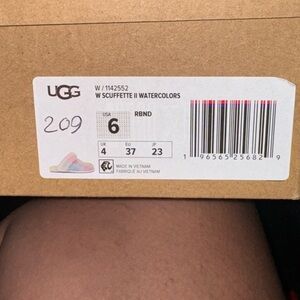 UGG
W / 1142552
W SCUFFETTE II WATERCOLORS
209
USA
6
RBND
UK
4
EU
37
JP
23
MADE IN VIETNAM
FABRIQUÉ AU VIETNAM
1 96565 25682 9